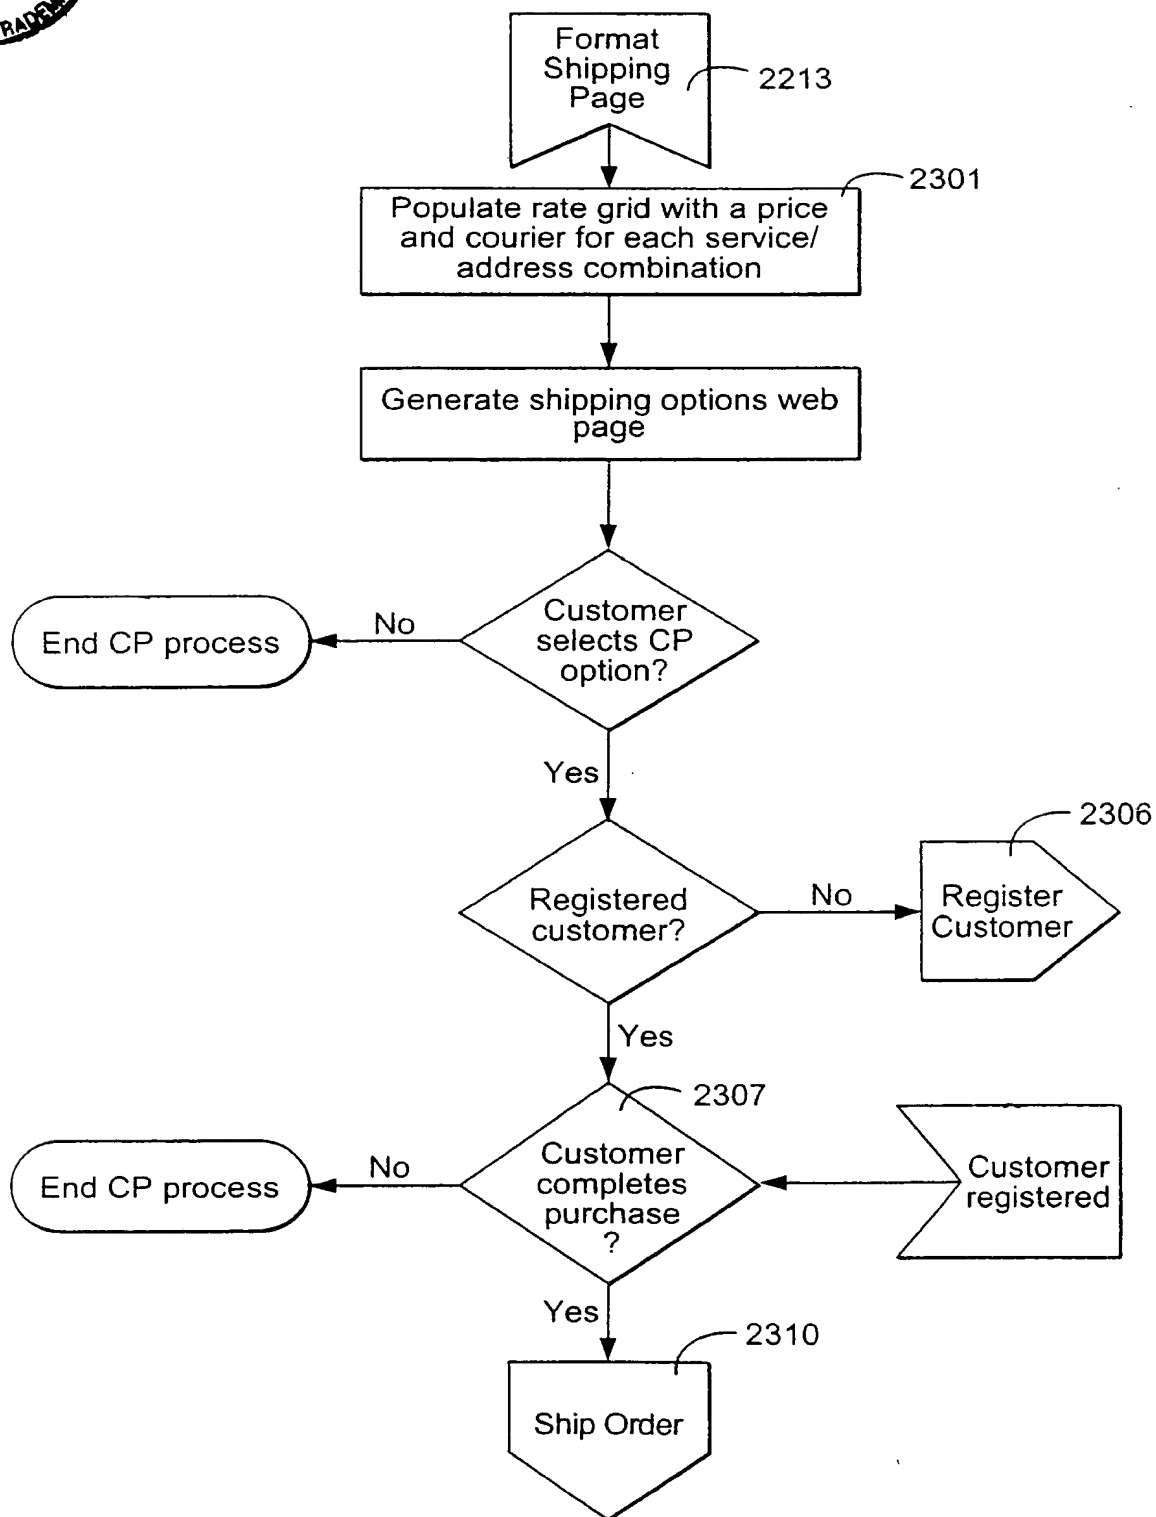 Format
Shipping
Page
2213
2301
Populate rate grid with a price
and courier for each service/
address combination
Generate shipping options web
page
Customer
selects CP
option?
No
End CP process
Yes
2306
Registered
customer?
No
Register
Customer
Yes
2307
Customer
completes
purchase
?
No
End CP process
Customer
registered
Yes
2310
Ship Order